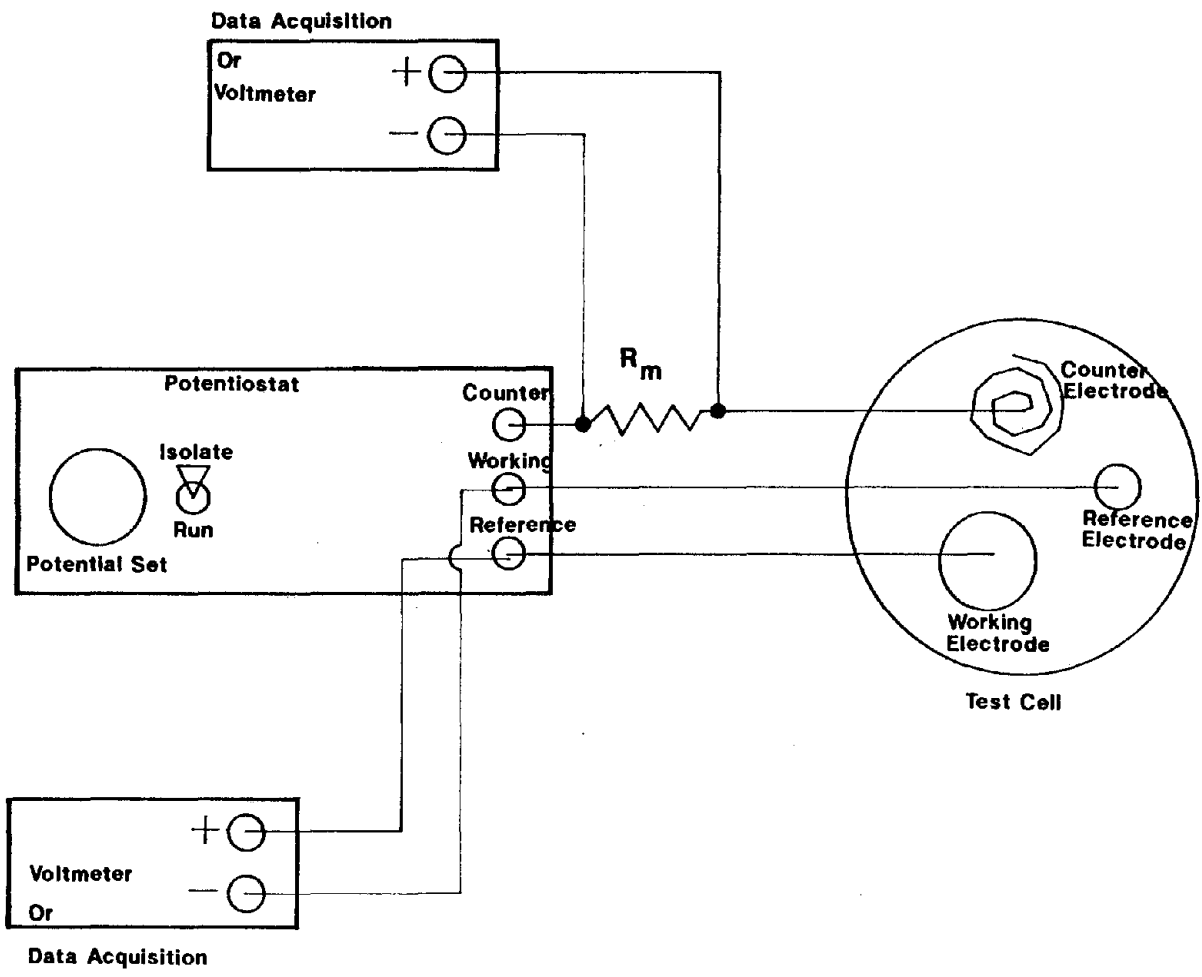 Data Acquisition
Or
+
Voltmeter
−
R
m
Potentiostat
Counter
Isolate
Working
Run
Reference
Potential Set
Counter
Electrode
Reference
Electrode
Working
Electrode
Test Cell
+
Voltmeter
−
Or
Data Acquisition